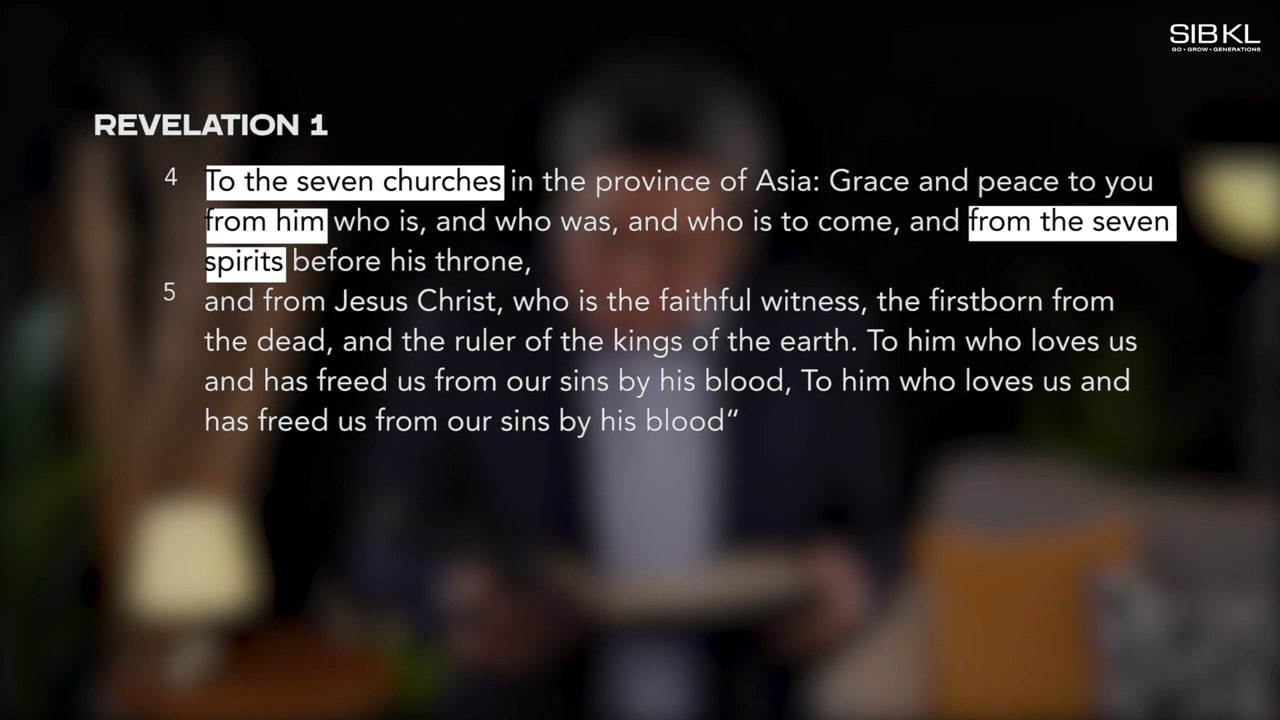 SIBKL
GO • GROW • GENERATIONS
REVELATION 1
4 To the seven churches in the province of Asia: Grace and peace to you
from him who is, and who was, and who is to come, and from the seven
spirits before his throne,
5 and from Jesus Christ, who is the faithful witness, the firstborn from
the dead, and the ruler of the kings of the earth. To him who loves us
and has freed us from our sins by his blood, To him who loves us and
has freed us from our sins by his blood“